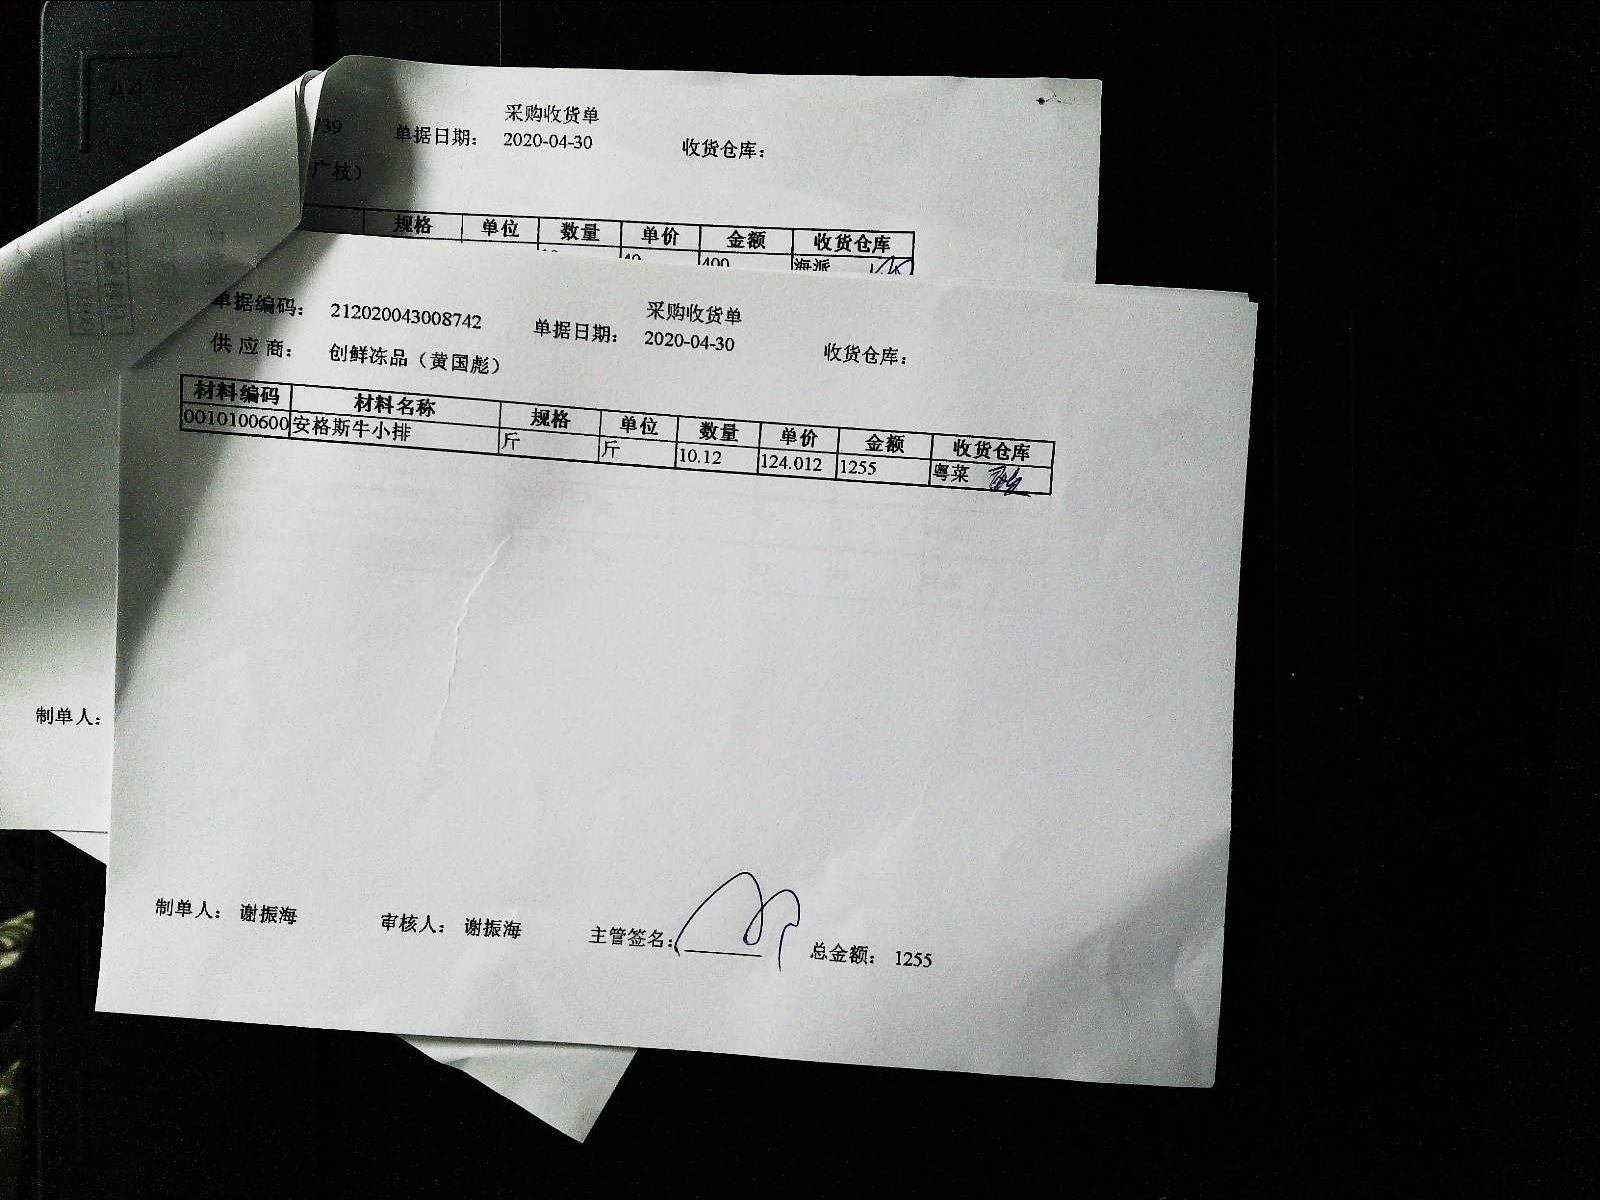 A4
采购收货单
739 单据日期： 2020-04-30 收货仓库：
广枝）
规格 单位 数量 单价 金额 收货仓库
40 400 海派
采购收货单
单据编码： 212020043008742 单据日期： 2020-04-30 收货仓库：
供应商： 创鲜冻品（黄国彪）
材料编码 材料名称 规格 单位 数量 单价 金额 收货仓库
0010100600 安格斯牛小排 斤 斤 10.12 124.012 1255 粤菜
制单人：
制单人： 谢振海 审核人： 谢振海 主管签名： 总金额： 1255